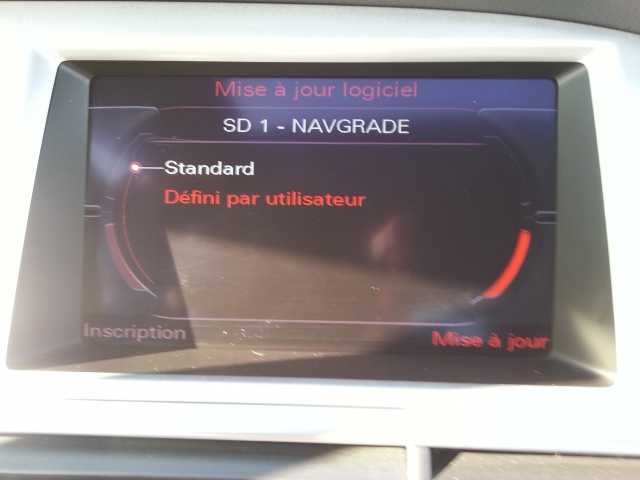 Mise à jour logiciel
SD 1 - NAVGRADE
Standard
Défini par utilisateur
Inscription
Mise à jour